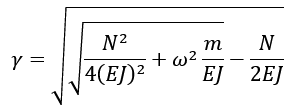 γ = √(√(N²/(4(EJ)²) + ω² m/(EJ)) − N/(2EJ))